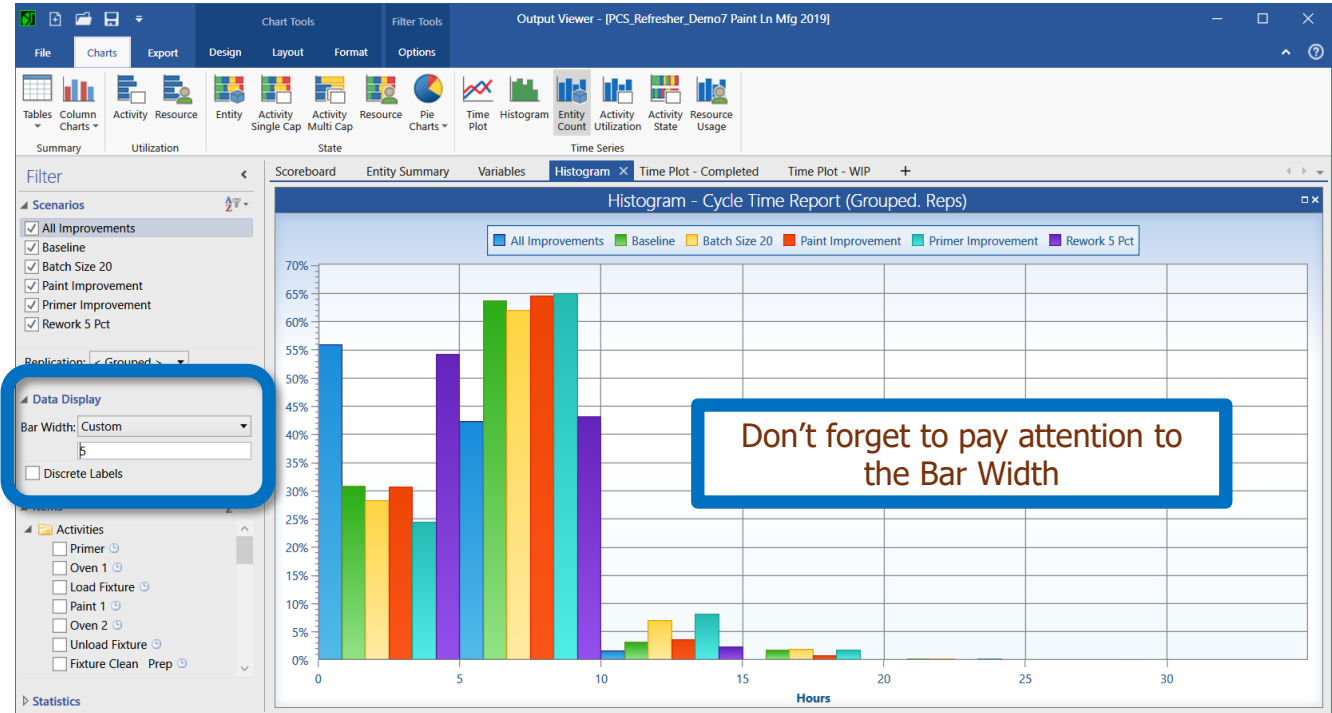 Chart Tools
Filter Tools
Output Viewer - [PCS_Refresher_Demo7 Paint Ln Mfg 2019]
File
Charts
Export
Design
Layout
Format
Options
Tables
Column Charts
Activity
Resource
Entity
Activity Single Cap
Activity Multi Cap
Resource
Pie Charts
Time Plot
Histogram
Entity Count
Activity Utilization
Activity State
Resource Usage
Summary
Utilization
State
Time Series
Filter
Scenarios
All Improvements
Baseline
Batch Size 20
Paint Improvement
Primer Improvement
Rework 5 Pct
Replication: < Grouped >
Data Display
Bar Width: Custom
5
Discrete Labels
Items
Activities
Primer
Oven 1
Load Fixture
Paint 1
Oven 2
Unload Fixture
Fixture Clean Prep
Statistics
Scoreboard
Entity Summary
Variables
Histogram
Time Plot - Completed
Time Plot - WIP
Histogram - Cycle Time Report (Grouped. Reps)
All Improvements
Baseline
Batch Size 20
Paint Improvement
Primer Improvement
Rework 5 Pct
70%
65%
60%
55%
50%
45%
40%
35%
30%
25%
20%
15%
10%
5%
0%
0
5
10
15
20
25
30
Hours
Don't forget to pay attention to
the Bar Width